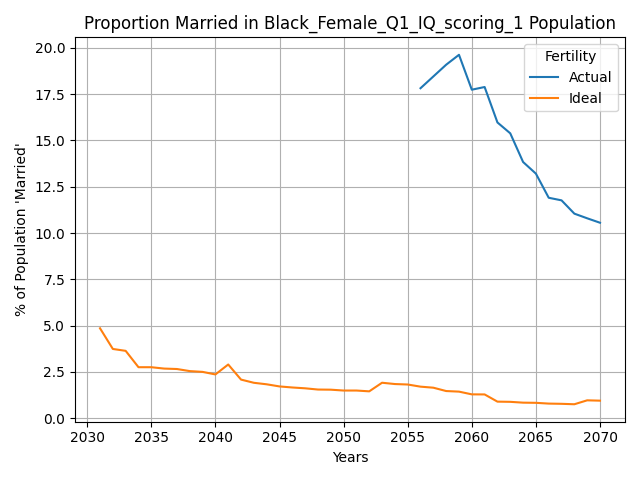 Proportion Married in Black_Female_Q1_IQ_scoring_1 Population
Fertility
Actual
Ideal
% of Population 'Married'
20.0
17.5
15.0
12.5
10.0
7.5
5.0
2.5
0.0
2030 2035 2040 2045 2050 2055 2060 2065 2070
Years